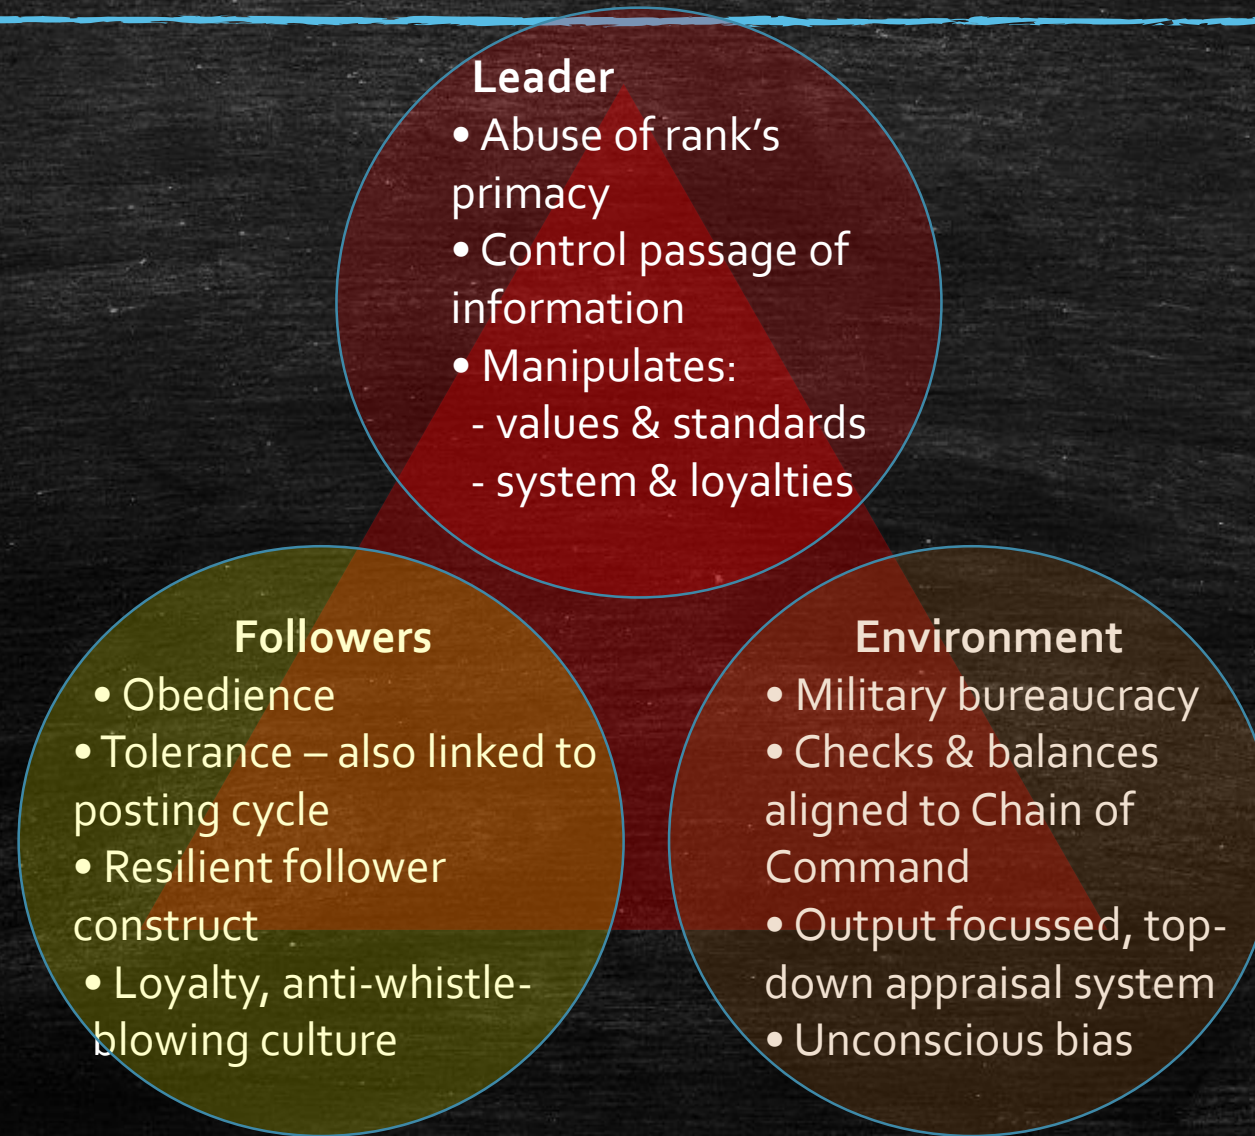 Leader
• Abuse of rank’s
primacy
• Control passage of
information
• Manipulates:
- values & standards
- system & loyalties
Followers
• Obedience
• Tolerance – also linked to
posting cycle
• Resilient follower
construct
• Loyalty, anti-whistle-
blowing culture
Environment
• Military bureaucracy
• Checks & balances
aligned to Chain of
Command
• Output focussed, top-
down appraisal system
• Unconscious bias